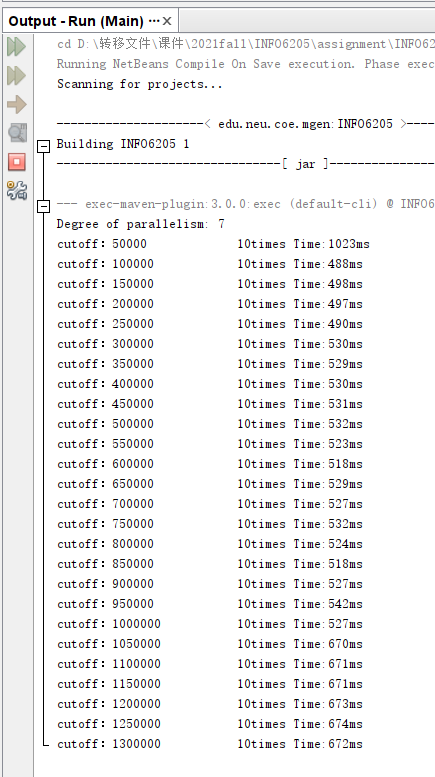 Output - Run (Main) ··· ×
cd D:\转移文件\课件\2021fall\INFO6205\assignment\INFO62
Running NetBeans Compile On Save execution. Phase exec
Scanning for projects...
---------------------< edu.neu.coe.mgen:INFO6205 >----
Building INFO6205 1
--------------------------------[ jar ]---------------
--- exec-maven-plugin:3.0.0:exec (default-cli) @ INFO6
Degree of parallelism: 7
cutoff: 50000 10times Time:1023ms
cutoff: 100000 10times Time:488ms
cutoff: 150000 10times Time:498ms
cutoff: 200000 10times Time:497ms
cutoff: 250000 10times Time:490ms
cutoff: 300000 10times Time:530ms
cutoff: 350000 10times Time:529ms
cutoff: 400000 10times Time:530ms
cutoff: 450000 10times Time:531ms
cutoff: 500000 10times Time:532ms
cutoff: 550000 10times Time:523ms
cutoff: 600000 10times Time:518ms
cutoff: 650000 10times Time:529ms
cutoff: 700000 10times Time:527ms
cutoff: 750000 10times Time:532ms
cutoff: 800000 10times Time:524ms
cutoff: 850000 10times Time:518ms
cutoff: 900000 10times Time:527ms
cutoff: 950000 10times Time:542ms
cutoff: 1000000 10times Time:527ms
cutoff: 1050000 10times Time:670ms
cutoff: 1100000 10times Time:671ms
cutoff: 1150000 10times Time:671ms
cutoff: 1200000 10times Time:673ms
cutoff: 1250000 10times Time:674ms
cutoff: 1300000 10times Time:672ms